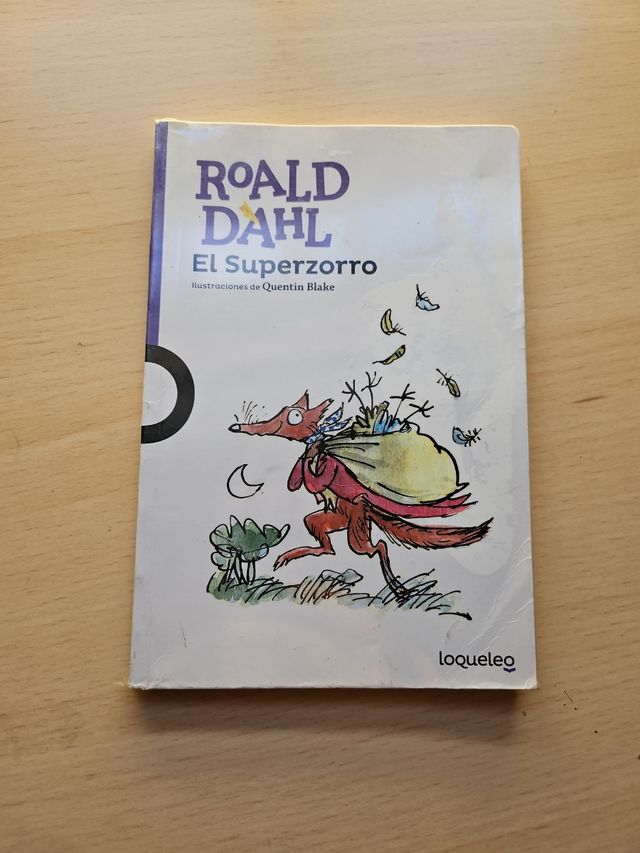 ROALD
DAHL
El Superzorro
Ilustraciones de Quentin Blake
loqueleo